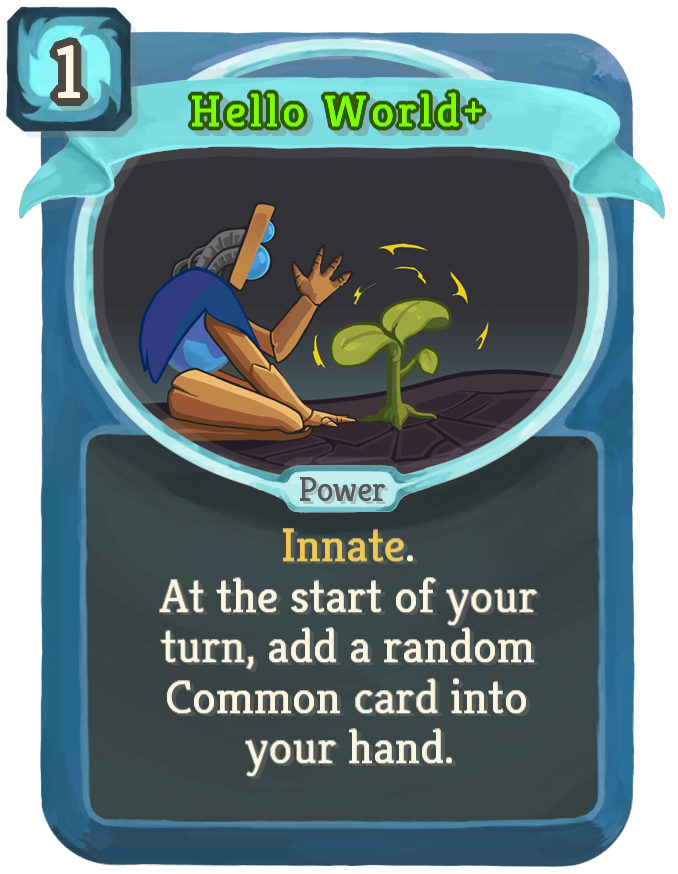 1
Hello World+
Power
Innate.
At the start of your
turn, add a random
Common card into
your hand.